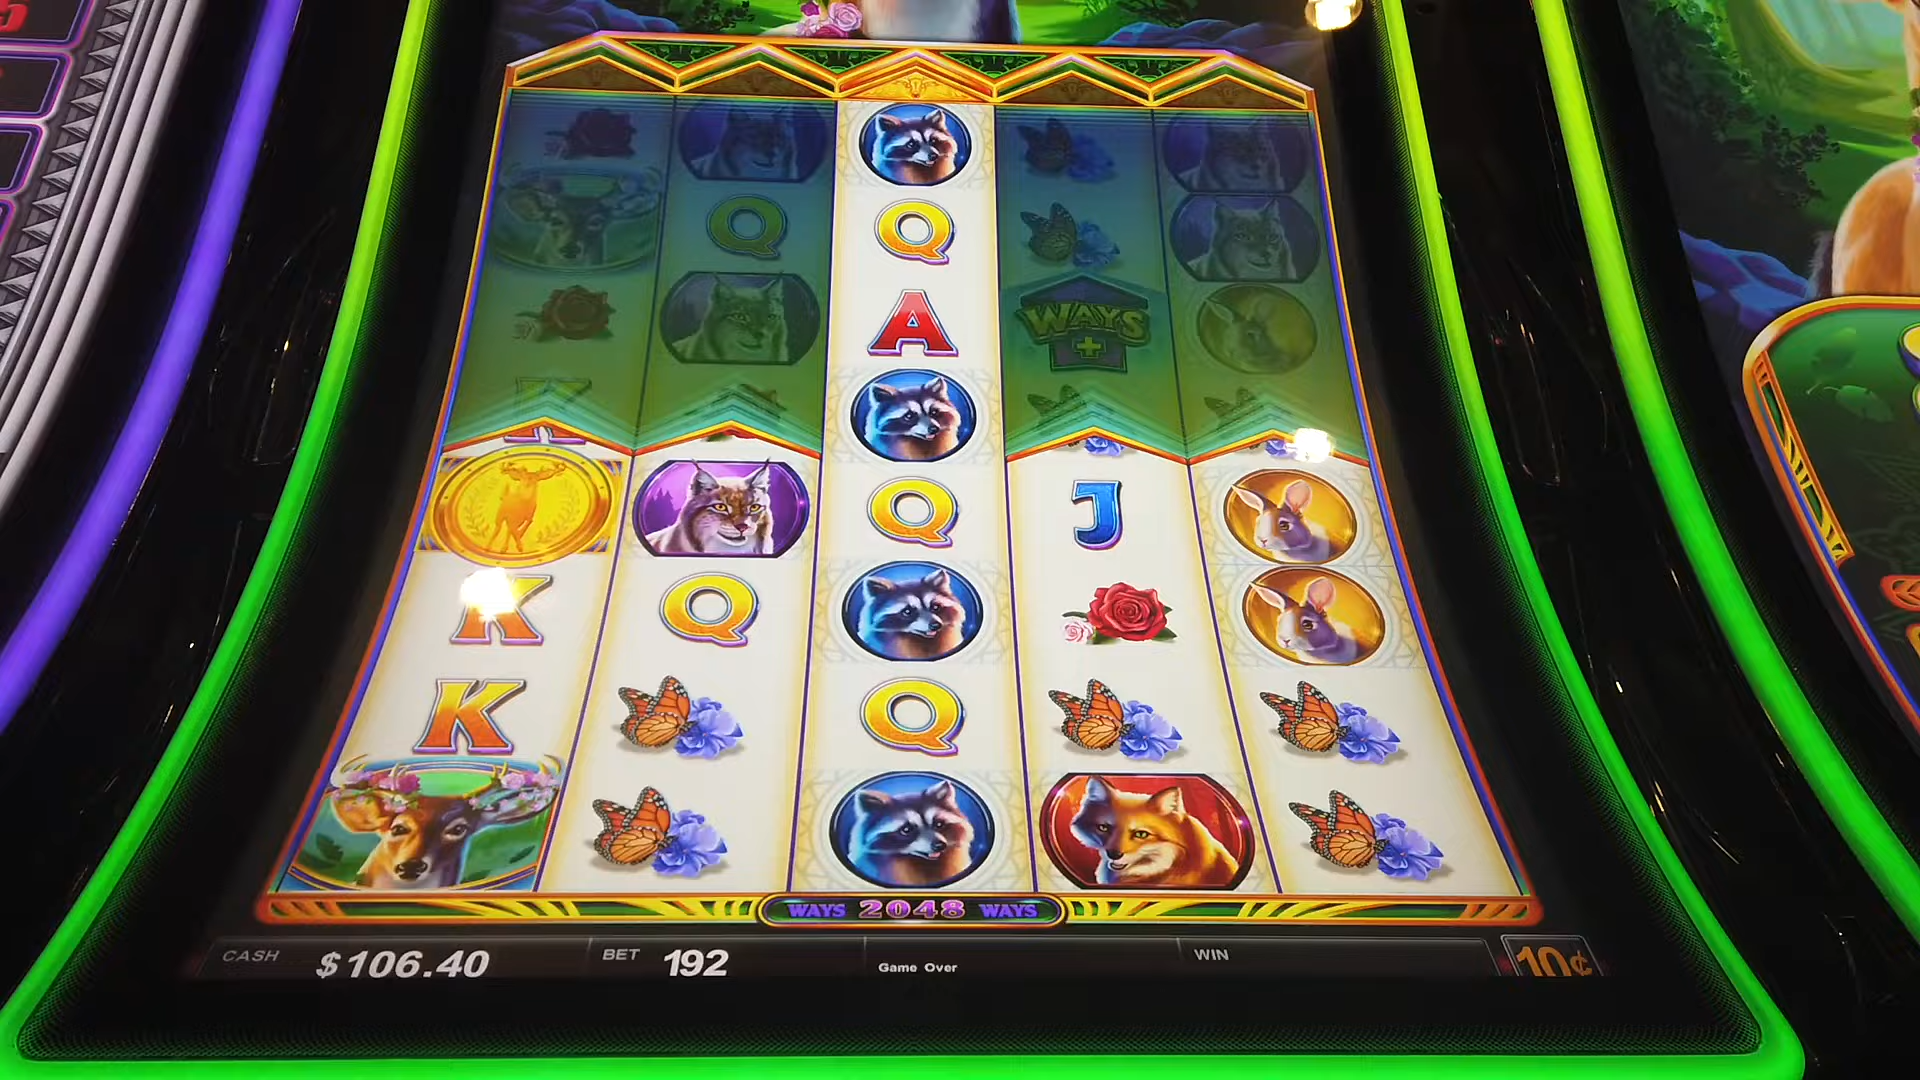 Q
Q
A
WAYS
+
Q
J
K
Q
K
Q
WAYS 2048 WAYS
CASH $106.40 BET 192 Game Over WIN 10¢